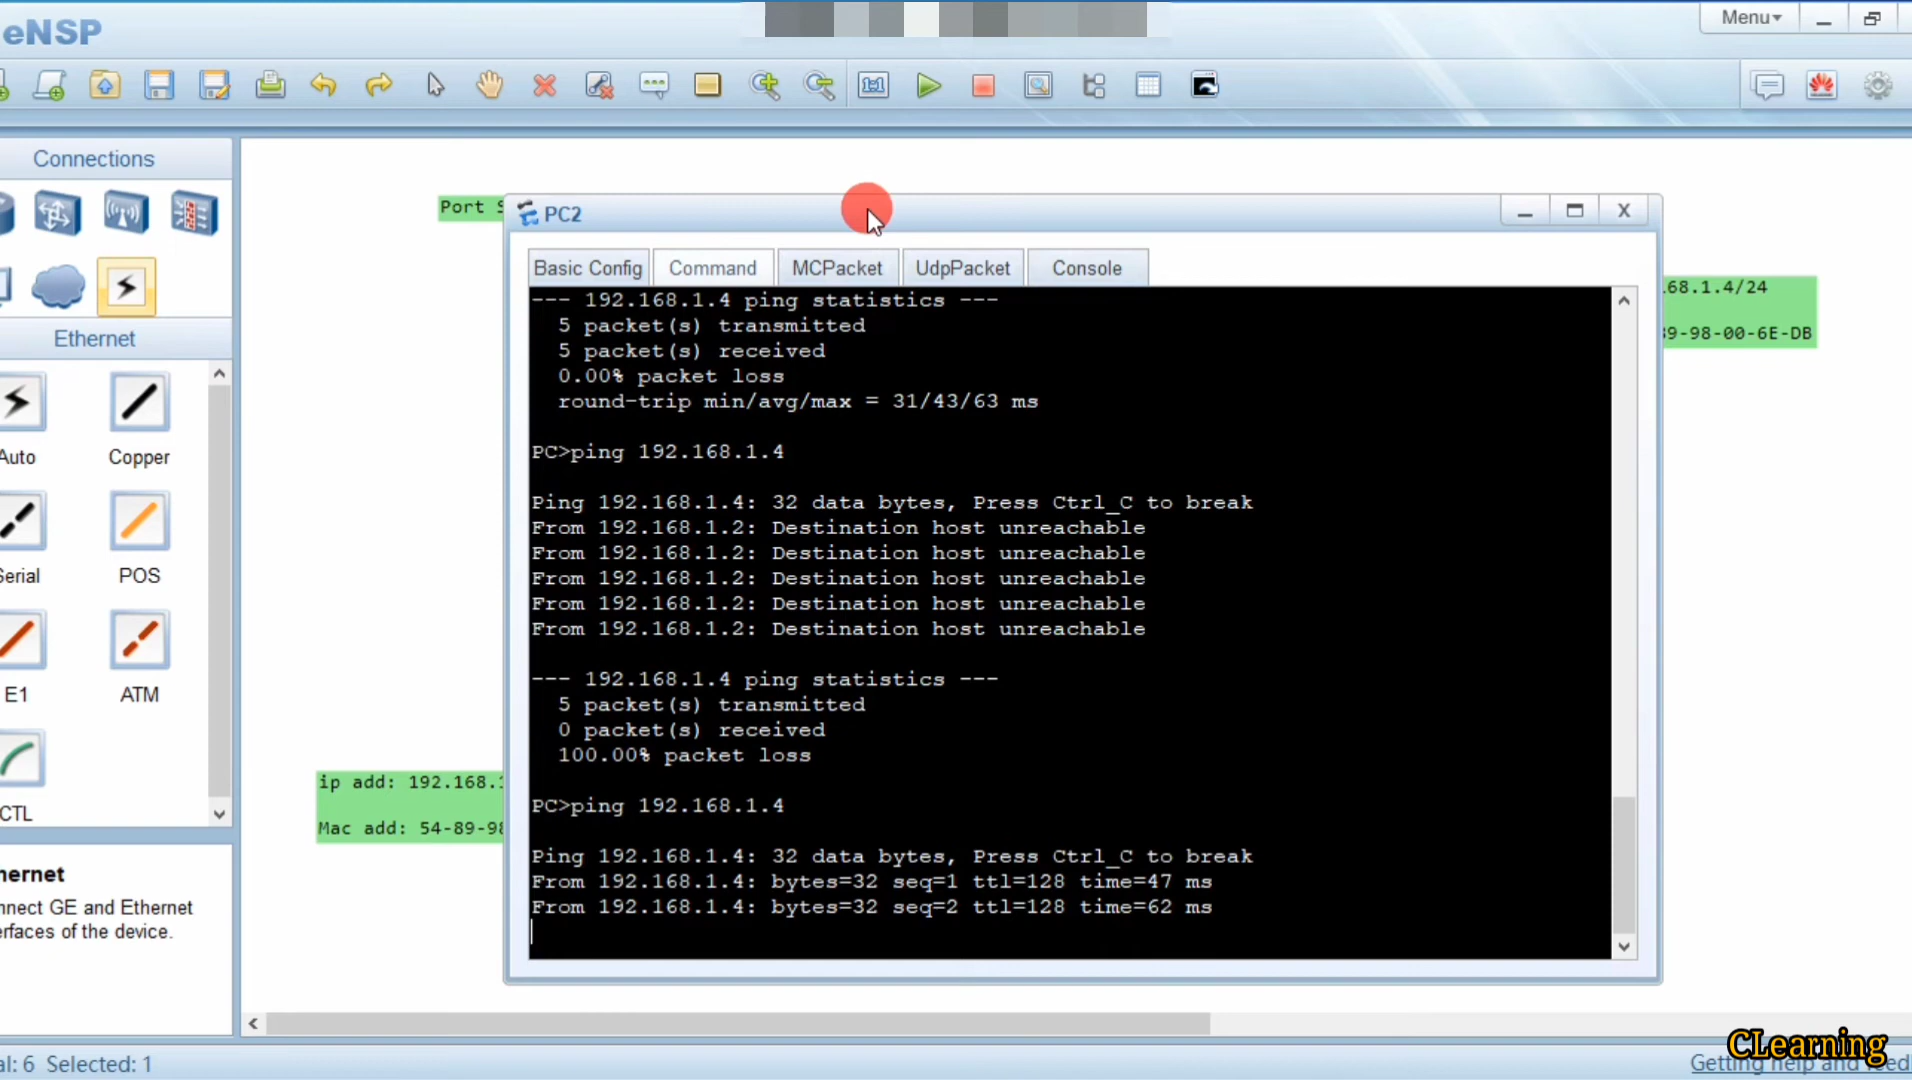 eNSP
Menu
Connections
Port
PC2
X
Basic Config
Command
MCPacket
UdpPacket
Console
--- 192.168.1.4 ping statistics ---
5 packet(s) transmitted
5 packet(s) received
0.00% packet loss
round-trip min/avg/max = 31/43/63 ms
PC>ping 192.168.1.4
Ping 192.168.1.4: 32 data bytes, Press Ctrl_C to break
From 192.168.1.2: Destination host unreachable
From 192.168.1.2: Destination host unreachable
From 192.168.1.2: Destination host unreachable
From 192.168.1.2: Destination host unreachable
From 192.168.1.2: Destination host unreachable
--- 192.168.1.4 ping statistics ---
5 packet(s) transmitted
0 packet(s) received
100.00% packet loss
PC>ping 192.168.1.4
Ping 192.168.1.4: 32 data bytes, Press Ctrl_C to break
From 192.168.1.4: bytes=32 seq=1 ttl=128 time=47 ms
From 192.168.1.4: bytes=32 seq=2 ttl=128 time=62 ms
68.1.4/24
9-98-00-6E-DB
Ethernet
Auto
Copper
Serial
POS
E1
ATM
CTL
ip add: 192.168.1
Mac add: 54-89-98
hernet
nnect GE and Ethernet
erfaces of the device.
al: 6 Selected: 1
CLearning
Getting help and feed